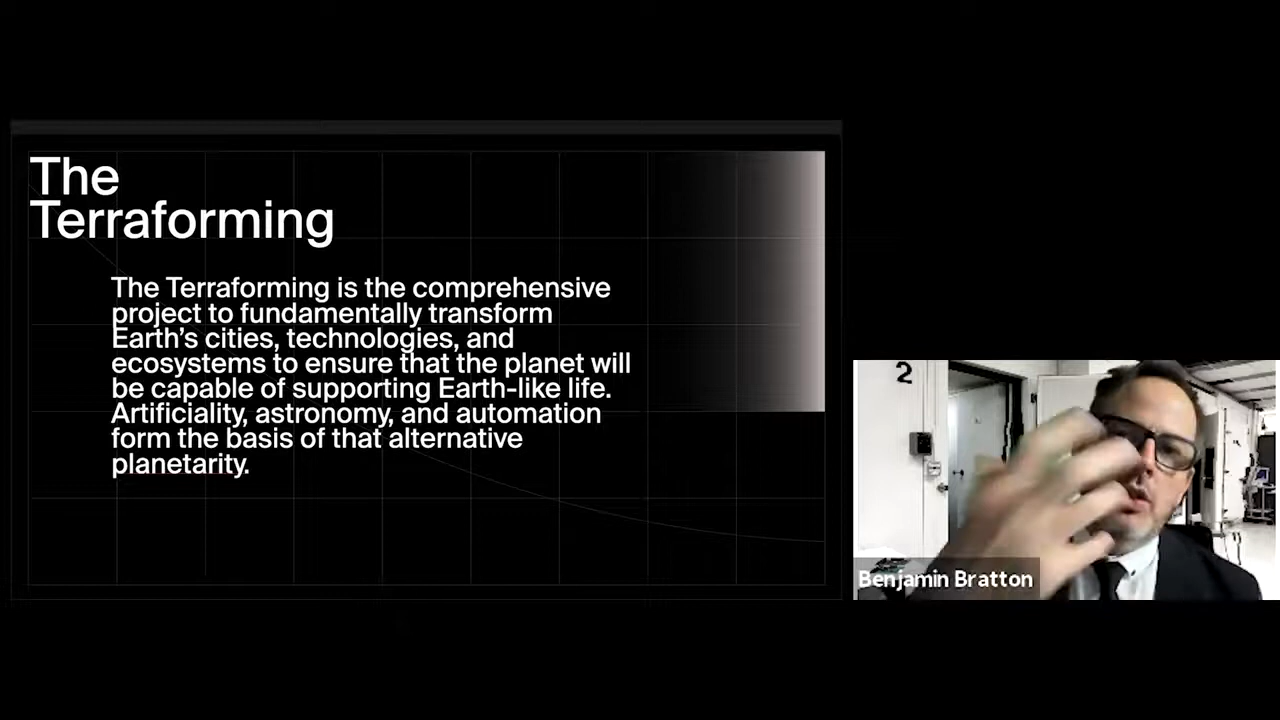 The
Terraforming
The Terraforming is the comprehensive
project to fundamentally transform
Earth’s cities, technologies, and
ecosystems to ensure that the planet will
be capable of supporting Earth-like life.
Artificiality, astronomy, and automation
form the basis of that alternative
planetarity.
2
Benjamin Bratton